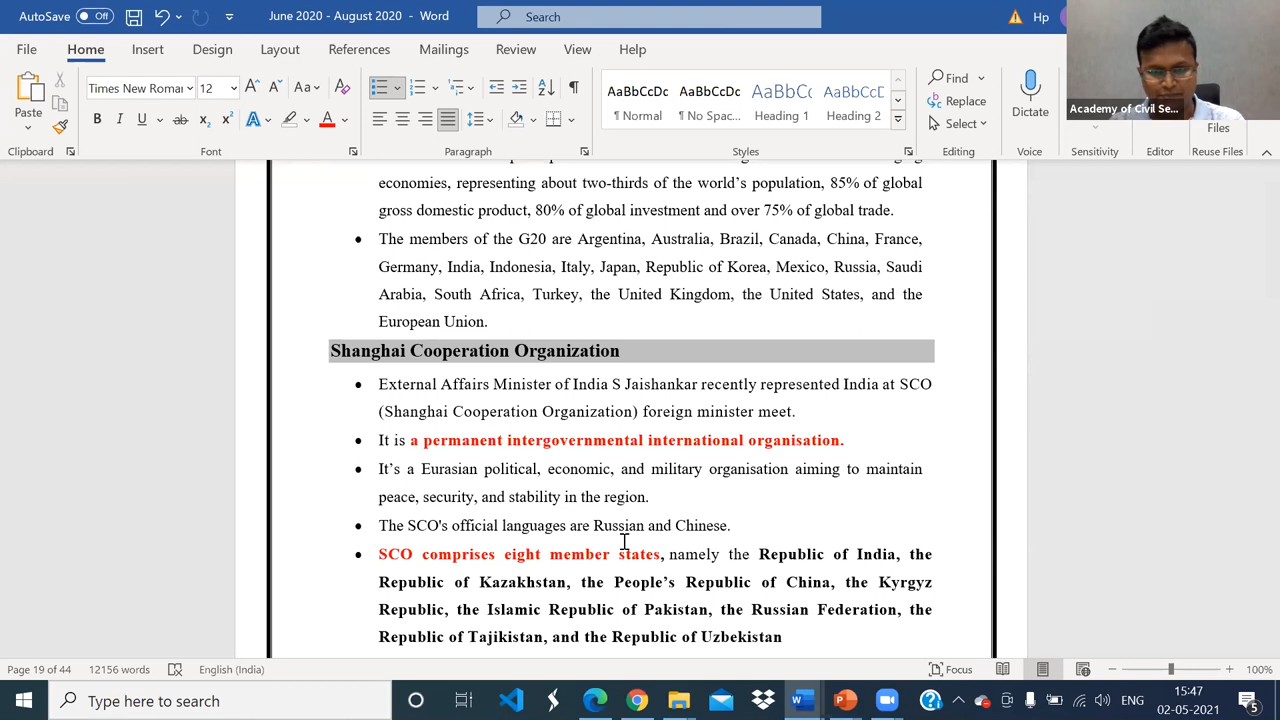 AutoSave Off June 2020 - August 2020 - Word Search Hp
File Home Insert Design Layout References Mailings Review View Help
Paste Times New Roma 12 AaBbCcDc AaBbCcDc AaBbCc AaBbCcD Find Replace Select Dictate
¶ Normal ¶ No Spac... Heading 1 Heading 2 Files
Academy of Civil Se...
Clipboard Font Paragraph Styles Editing Voice Sensitivity Editor Reuse Files
economies, representing about two-thirds of the world's population, 85% of global
gross domestic product, 80% of global investment and over 75% of global trade.
• The members of the G20 are Argentina, Australia, Brazil, Canada, China, France,
Germany, India, Indonesia, Italy, Japan, Republic of Korea, Mexico, Russia, Saudi
Arabia, South Africa, Turkey, the United Kingdom, the United States, and the
European Union.
Shanghai Cooperation Organization
• External Affairs Minister of India S Jaishankar recently represented India at SCO
(Shanghai Cooperation Organization) foreign minister meet.
• It is a permanent intergovernmental international organisation.
• It's a Eurasian political, economic, and military organisation aiming to maintain
peace, security, and stability in the region.
• The SCO's official languages are Russian and Chinese.
• SCO comprises eight member states, namely the Republic of India, the
Republic of Kazakhstan, the People's Republic of China, the Kyrgyz
Republic, the Islamic Republic of Pakistan, the Russian Federation, the
Republic of Tajikistan, and the Republic of Uzbekistan
Page 19 of 44 12156 words English (India) Focus 100%
Type here to search ENG 15:47
02-05-2021 5